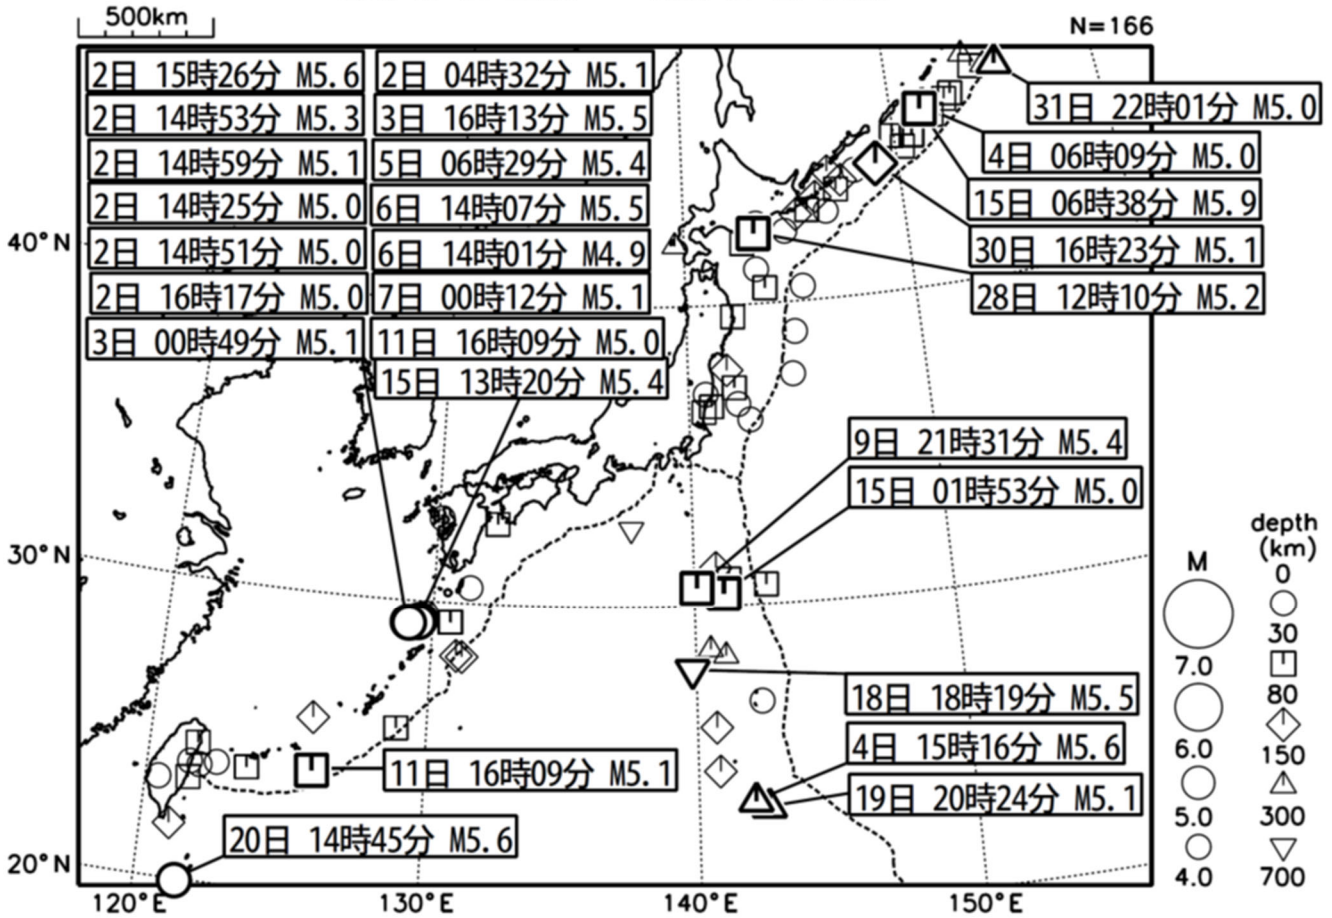 500km
N=166
2日 15時26分 M5.6
2日 04時32分 M5.1
2日 14時53分 M5.3
3日 16時13分 M5.5
2日 14時59分 M5.1
5日 06時29分 M5.4
2日 14時25分 M5.0
6日 14時07分 M5.5
2日 14時51分 M5.0
6日 14時01分 M4.9
2日 16時17分 M5.0
7日 00時12分 M5.1
3日 00時49分 M5.1
11日 16時09分 M5.0
15日 13時20分 M5.4
31日 22時01分 M5.0
4日 06時09分 M5.0
15日 06時38分 M5.9
30日 16時23分 M5.1
28日 12時10分 M5.2
9日 21時31分 M5.4
15日 01時53分 M5.0
18日 18時19分 M5.5
4日 15時16分 M5.6
19日 20時24分 M5.1
11日 16時09分 M5.1
20日 14時45分 M5.6
40°N
30°N
20°N
120°E
130°E
140°E
150°E
M
7.0
6.0
5.0
4.0
depth
(km)
0
30
80
150
300
700